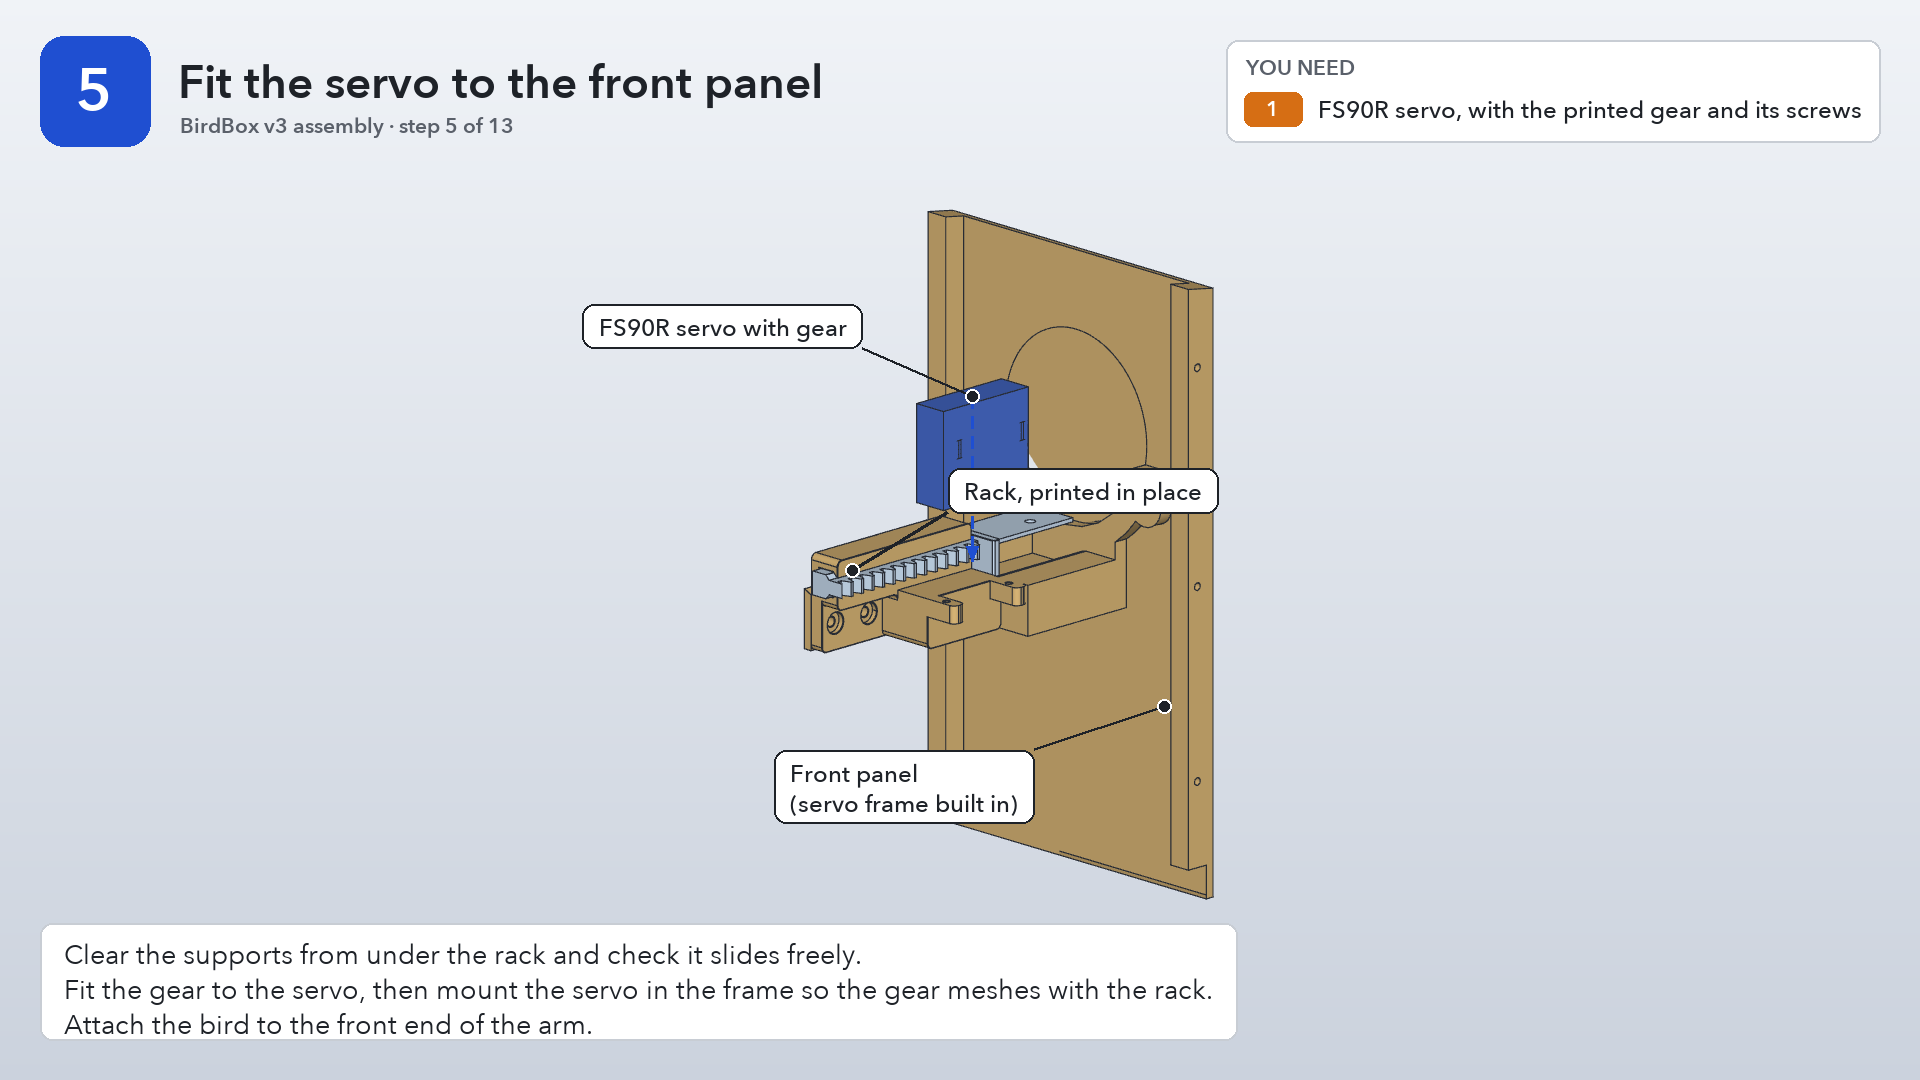 5
Fit the servo to the front panel
BirdBox v3 assembly · step 5 of 13
YOU NEED
1
FS90R servo, with the printed gear and its screws
FS90R servo with gear
Rack, printed in place
Front panel
(servo frame built in)
Clear the supports from under the rack and check it slides freely.
Fit the gear to the servo, then mount the servo in the frame so the gear meshes with the rack.
Attach the bird to the front end of the arm.